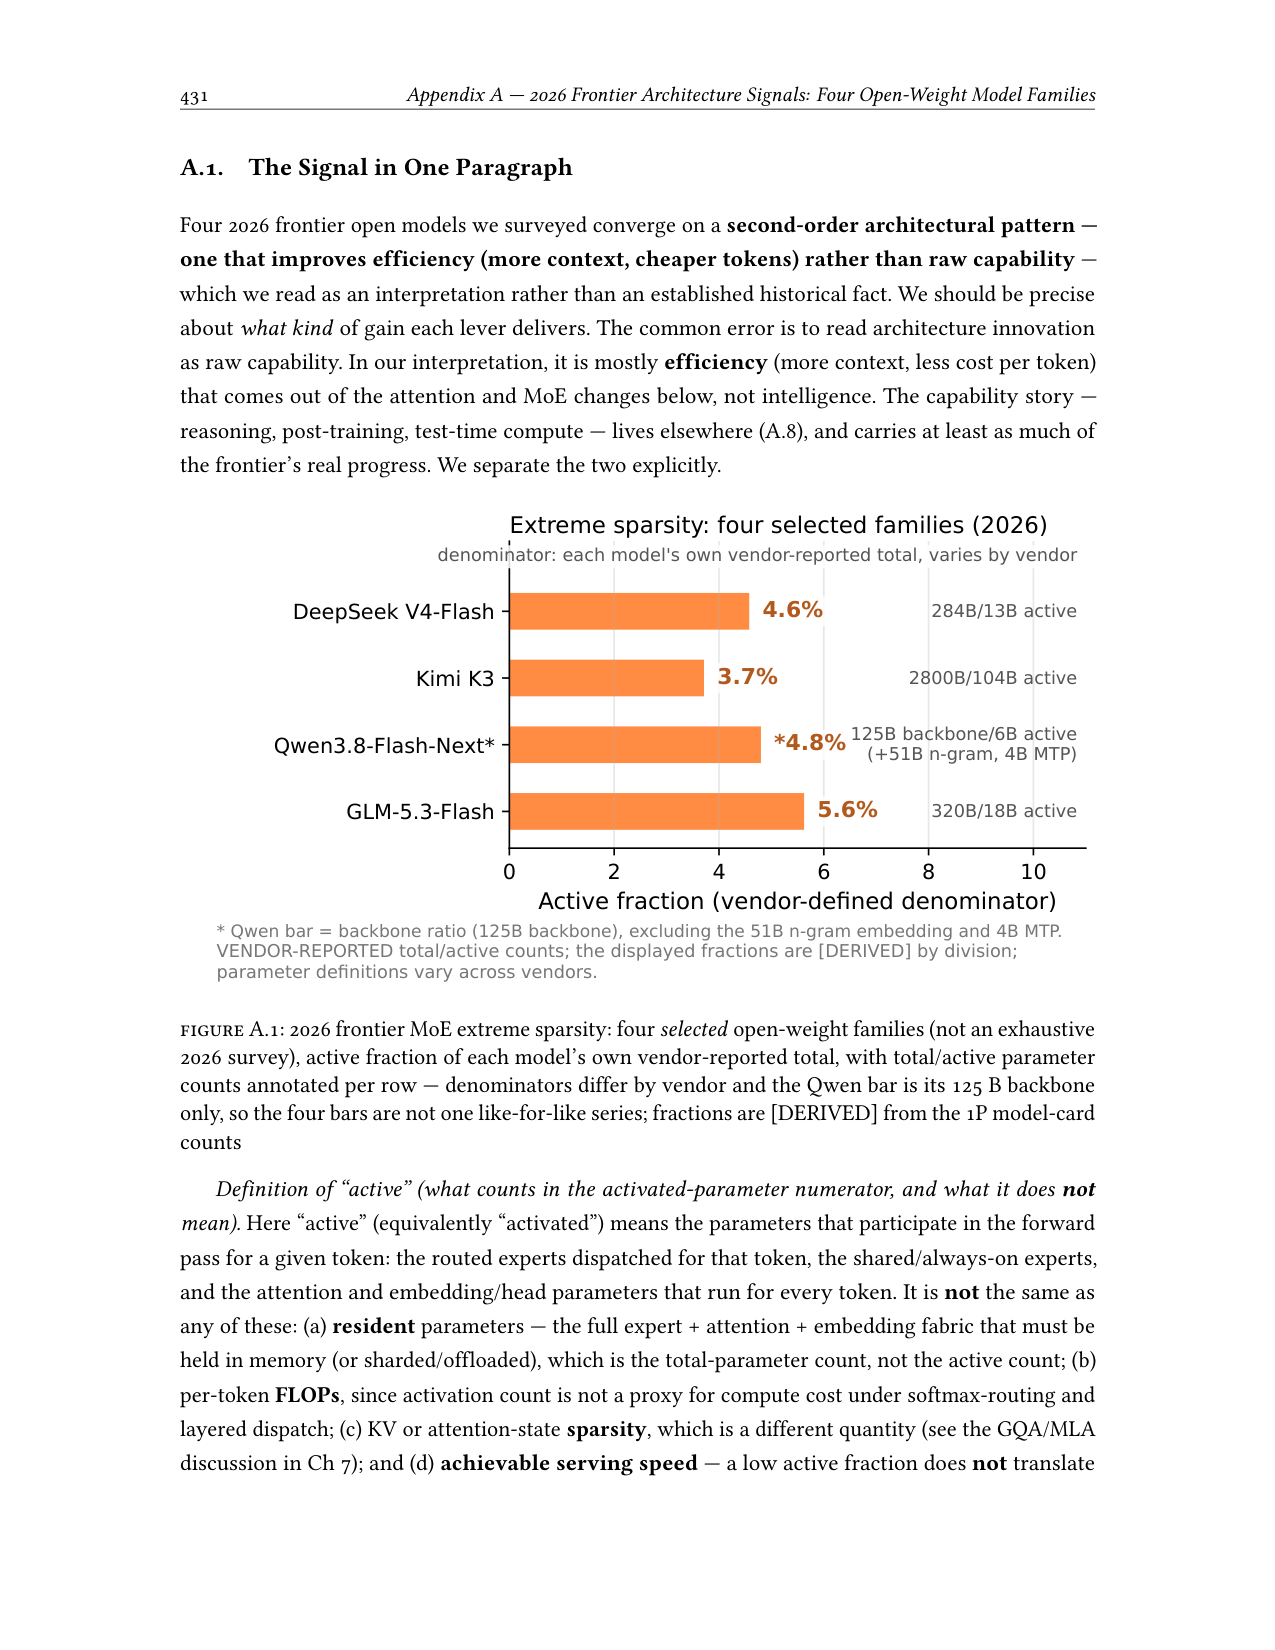 431
Appendix A — 2026 Frontier Architecture Signals: Four Open-Weight Model Families
A.1. The Signal in One Paragraph
Four 2026 frontier open models we surveyed converge on a second-order architectural pattern —
one that improves efficiency (more context, cheaper tokens) rather than raw capability —
which we read as an interpretation rather than an established historical fact. We should be precise
about what kind of gain each lever delivers. The common error is to read architecture innovation
as raw capability. In our interpretation, it is mostly efficiency (more context, less cost per token)
that comes out of the attention and MoE changes below, not intelligence. The capability story —
reasoning, post-training, test-time compute — lives elsewhere (A.8), and carries at least as much of
the frontier’s real progress. We separate the two explicitly.
Extreme sparsity: four selected families (2026)
denominator: each model's own vendor-reported total, varies by vendor
DeepSeek V4-Flash 4.6% 284B/13B active
Kimi K3 3.7% 2800B/104B active
Qwen3.8-Flash-Next* *4.8% 125B backbone/6B active
(+51B n-gram, 4B MTP)
GLM-5.3-Flash 5.6% 320B/18B active
0 2 4 6 8 10
Active fraction (vendor-defined denominator)
* Qwen bar = backbone ratio (125B backbone), excluding the 51B n-gram embedding and 4B MTP.
VENDOR-REPORTED total/active counts; the displayed fractions are [DERIVED] by division;
parameter definitions vary across vendors.
FIGURE A.1: 2026 frontier MoE extreme sparsity: four selected open-weight families (not an exhaustive
2026 survey), active fraction of each model’s own vendor-reported total, with total/active parameter
counts annotated per row — denominators differ by vendor and the Qwen bar is its 125 B backbone
only, so the four bars are not one like-for-like series; fractions are [DERIVED] from the 1P model-card
counts
Definition of “active” (what counts in the activated-parameter numerator, and what it does not
mean). Here “active” (equivalently “activated”) means the parameters that participate in the forward
pass for a given token: the routed experts dispatched for that token, the shared/always-on experts,
and the attention and embedding/head parameters that run for every token. It is not the same as
any of these: (a) resident parameters — the full expert + attention + embedding fabric that must be
held in memory (or sharded/offloaded), which is the total-parameter count, not the active count; (b)
per-token FLOPs, since activation count is not a proxy for compute cost under softmax-routing and
layered dispatch; (c) KV or attention-state sparsity, which is a different quantity (see the GQA/MLA
discussion in Ch 7); and (d) achievable serving speed — a low active fraction does not translate